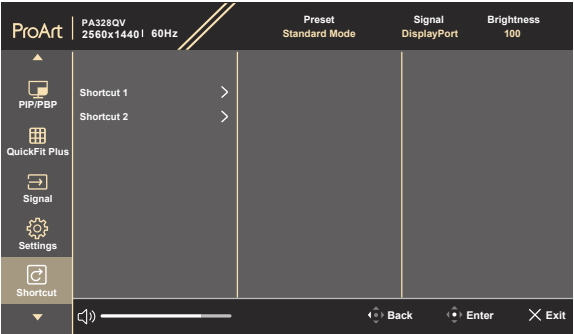 ProArt
PA328QV
2560x1440 60Hz
Preset
Standard Mode
Signal
DisplayPort
Brightness
100
PIP/PBP
QuickFit Plus
Signal
Settings
Shortcut
Shortcut 1
Shortcut 2
Back
Enter
Exit